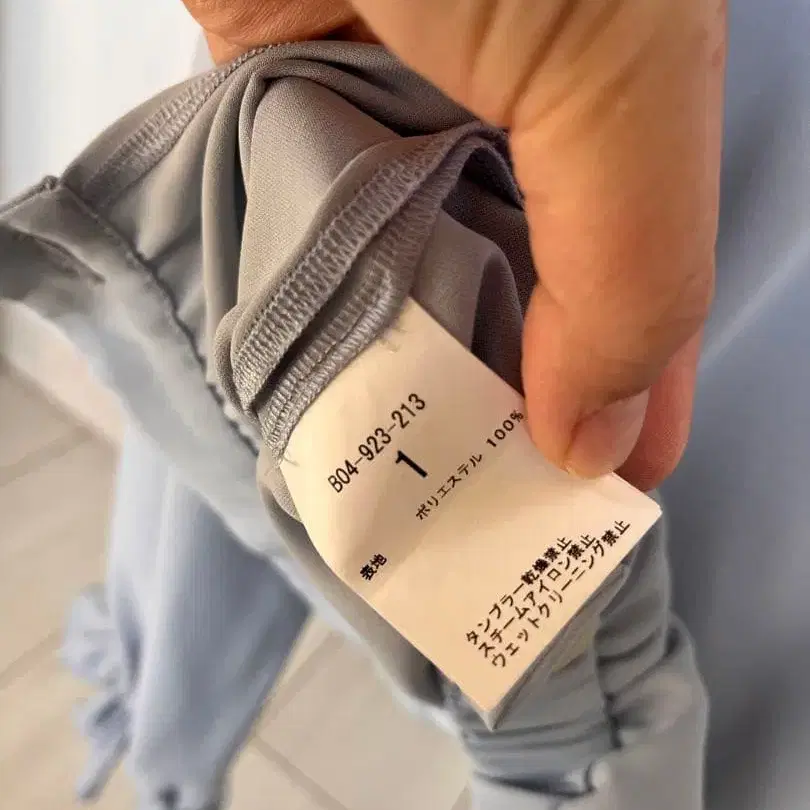 B04-923-213
1
表地 ポリエステル 100%
タンブラー乾燥禁止
スチームアイロン禁止
ウェットクリーニング禁止